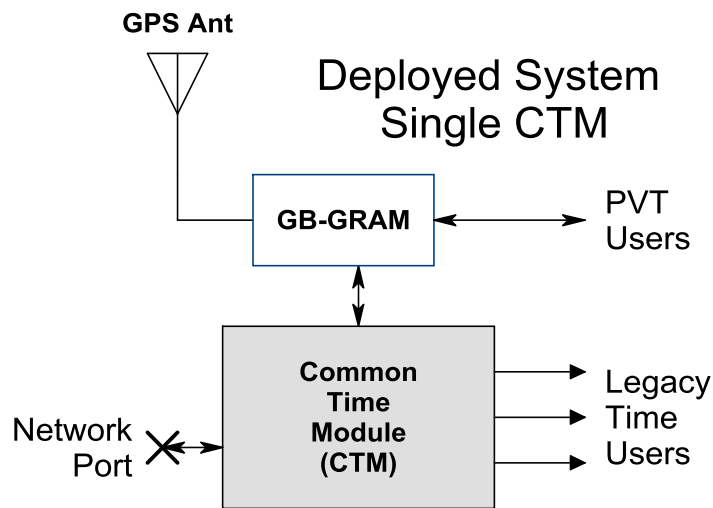 GPS Ant
Deployed System
Single CTM
GB-GRAM
PVT
Users
Common
Time
Module
(CTM)
Legacy
Time
Users
Network
Port